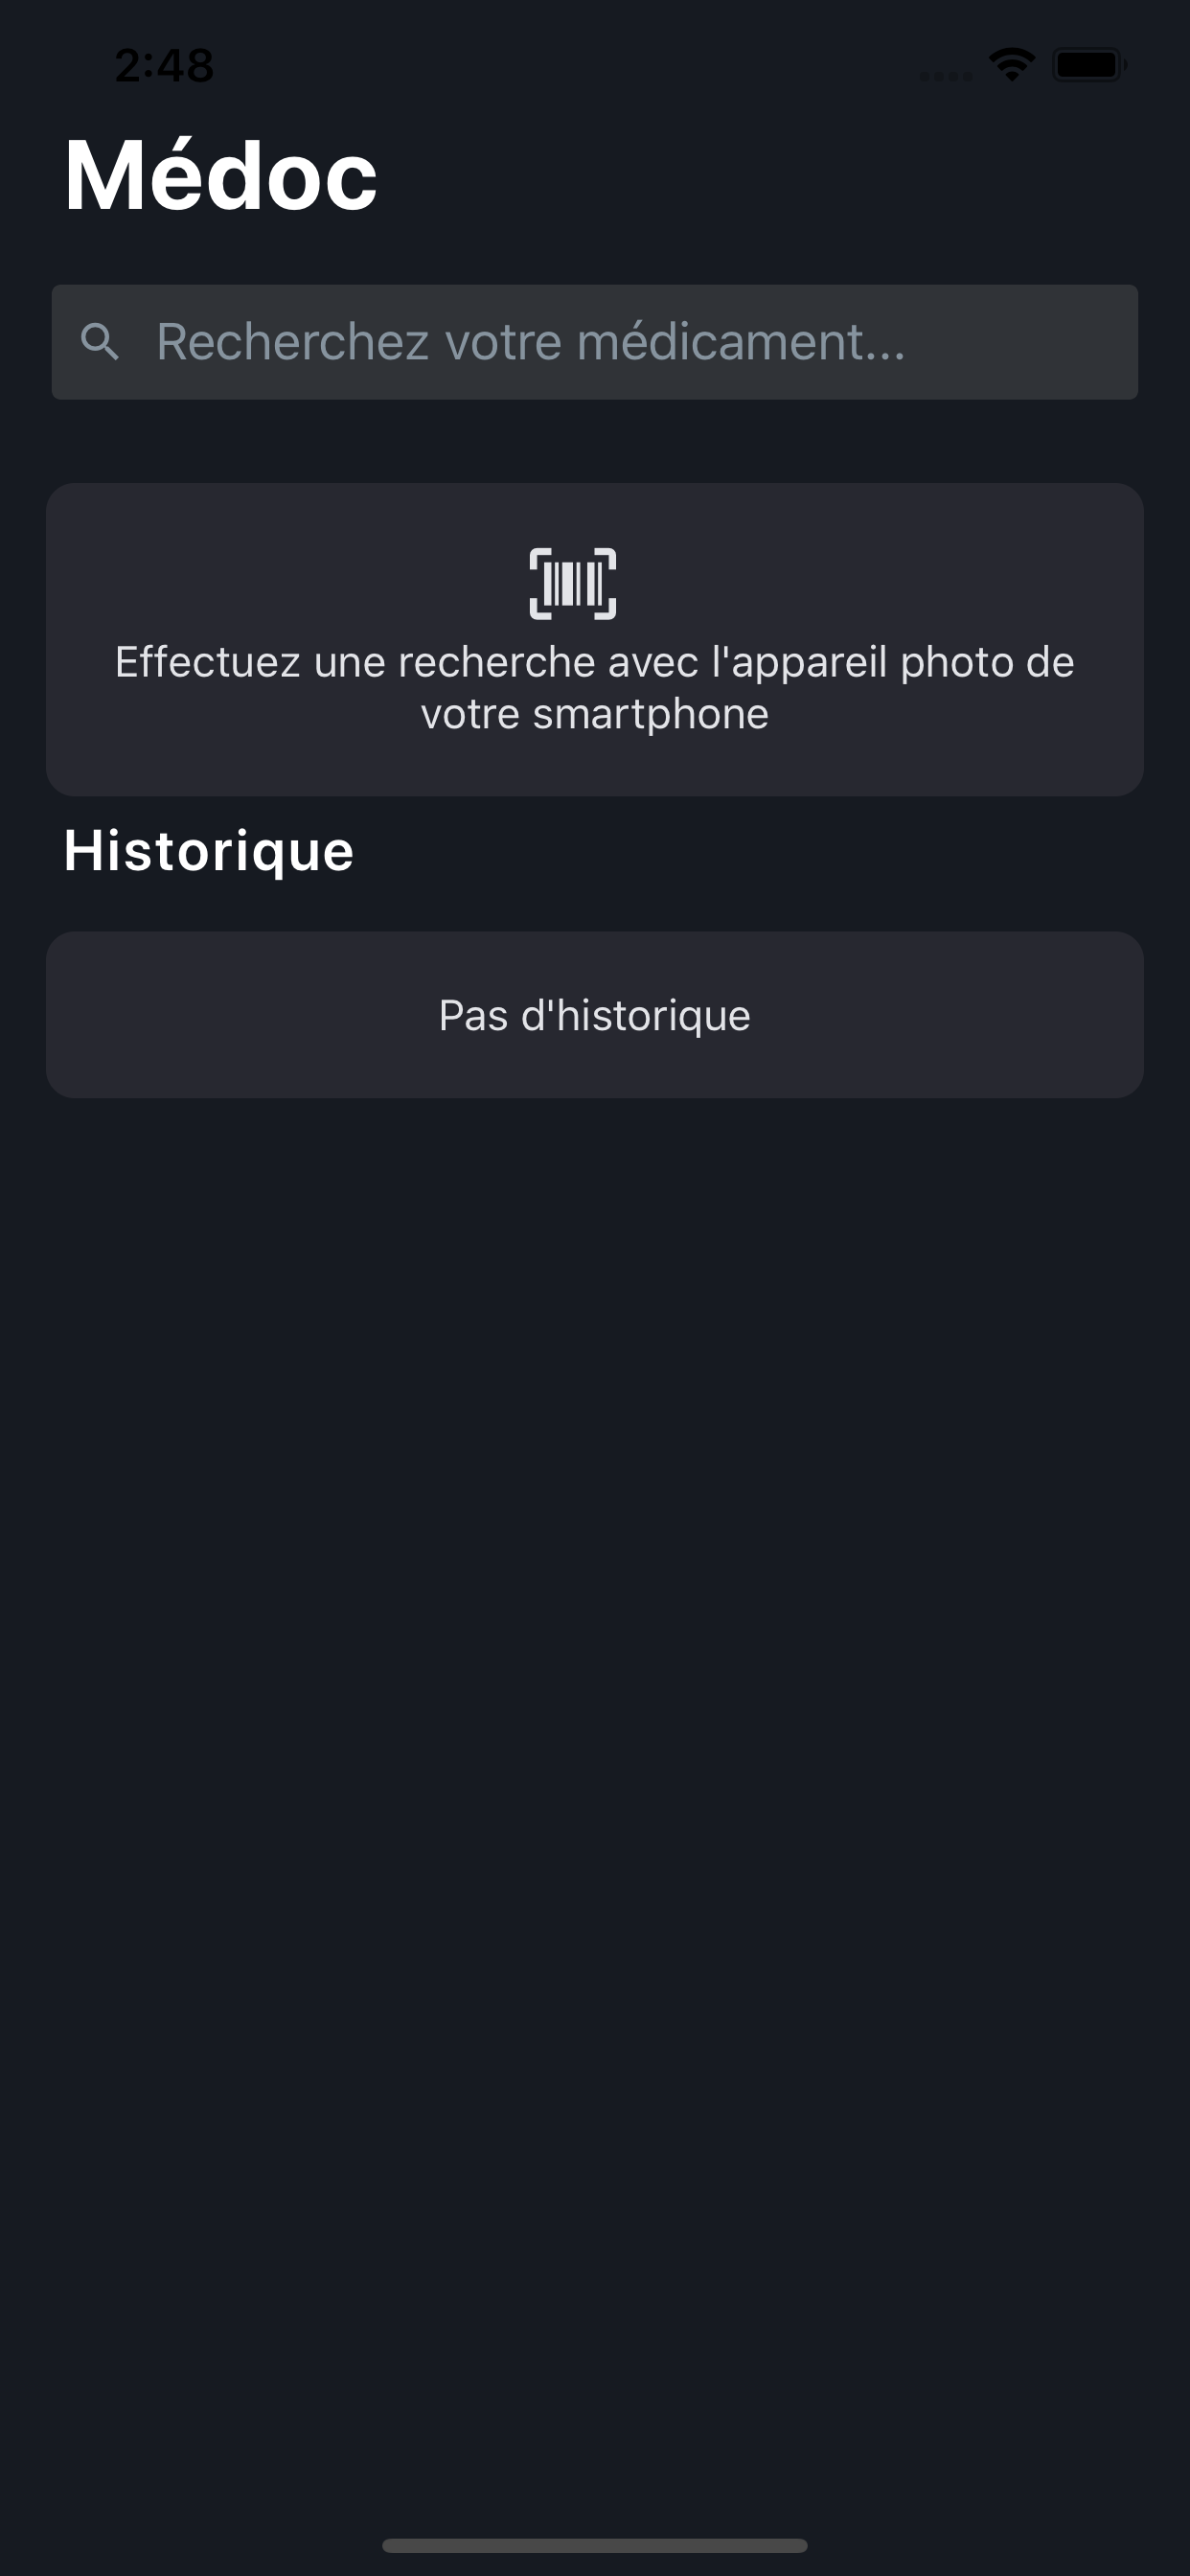 2:48
Médoc
Recherchez votre médicament...
Effectuez une recherche avec l'appareil photo de
votre smartphone
Historique
Pas d'historique